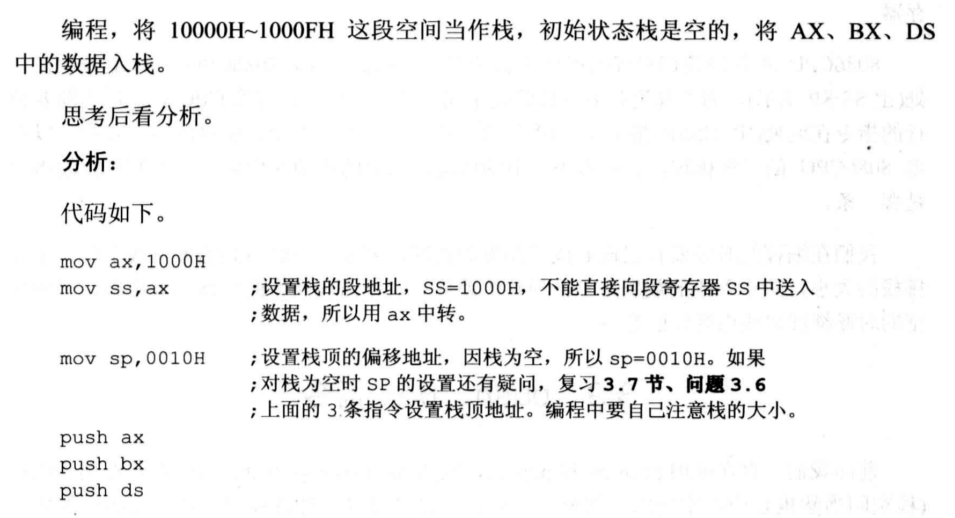 编程，将 10000H~1000FH 这段空间当作栈，初始状态栈是空的，将 AX、BX、DS
中的数据入栈。
思考后看分析。
分析：
代码如下。
mov ax,1000H
mov ss,ax ;设置栈的段地址，SS=1000H，不能直接向段寄存器 SS 中送入
;数据，所以用 ax 中转。
mov sp,0010H ;设置栈顶的偏移地址，因栈为空，所以 sp=0010H。如果
;对栈为空时 SP 的设置还有疑问，复习 3.7 节、问题 3.6
;上面的 3 条指令设置栈顶地址。编程中要自己注意栈的大小。
push ax
push bx
push ds